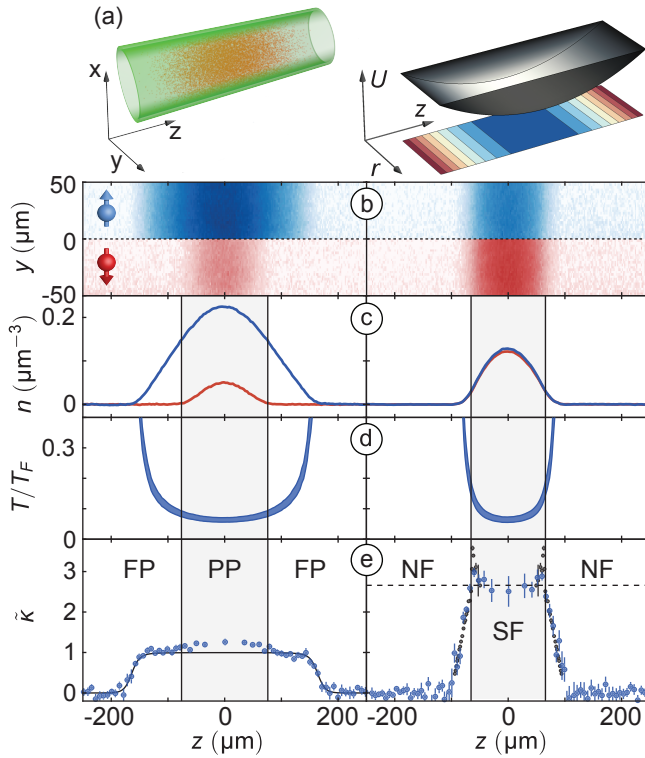 (a)
x
z
y
U
z
r
50
0
-50
y (μm)
b
0.2
0
n (μm⁻³)
c
0.3
0
T/T_F
d
FP PP FP
NF SF NF
e
3
2
1
0
κ̃
-200 0 200
-200 0 200
z (μm)
z (μm)